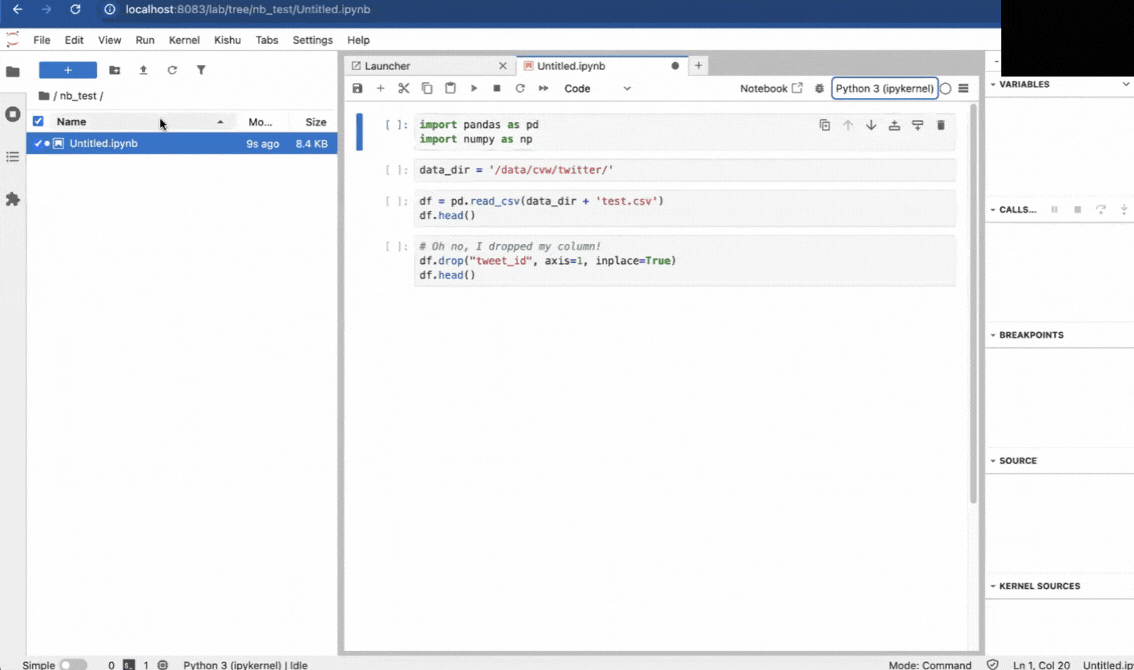 localhost:8083/lab/tree/nb_test/Untitled.ipynb
File Edit View Run Kernel Kishu Tabs Settings Help
+
/ nb_test /
Name Mo... Size
Untitled.ipynb 9s ago 8.4 KB
Launcher Untitled.ipynb
Code Notebook Python 3 (ipykernel)
[ ]: import pandas as pd
import numpy as np
[ ]: data_dir = '/data/cvw/twitter/'
[ ]: df = pd.read_csv(data_dir + 'test.csv')
df.head()
[ ]: # Oh no, I dropped my column!
df.drop("tweet_id", axis=1, inplace=True)
df.head()
VARIABLES
CALLS...
BREAKPOINTS
SOURCE
KERNEL SOURCES
Simple 0 1 Python 3 (ipykernel) | Idle Mode: Command Ln 1, Col 20 Untitled.ip